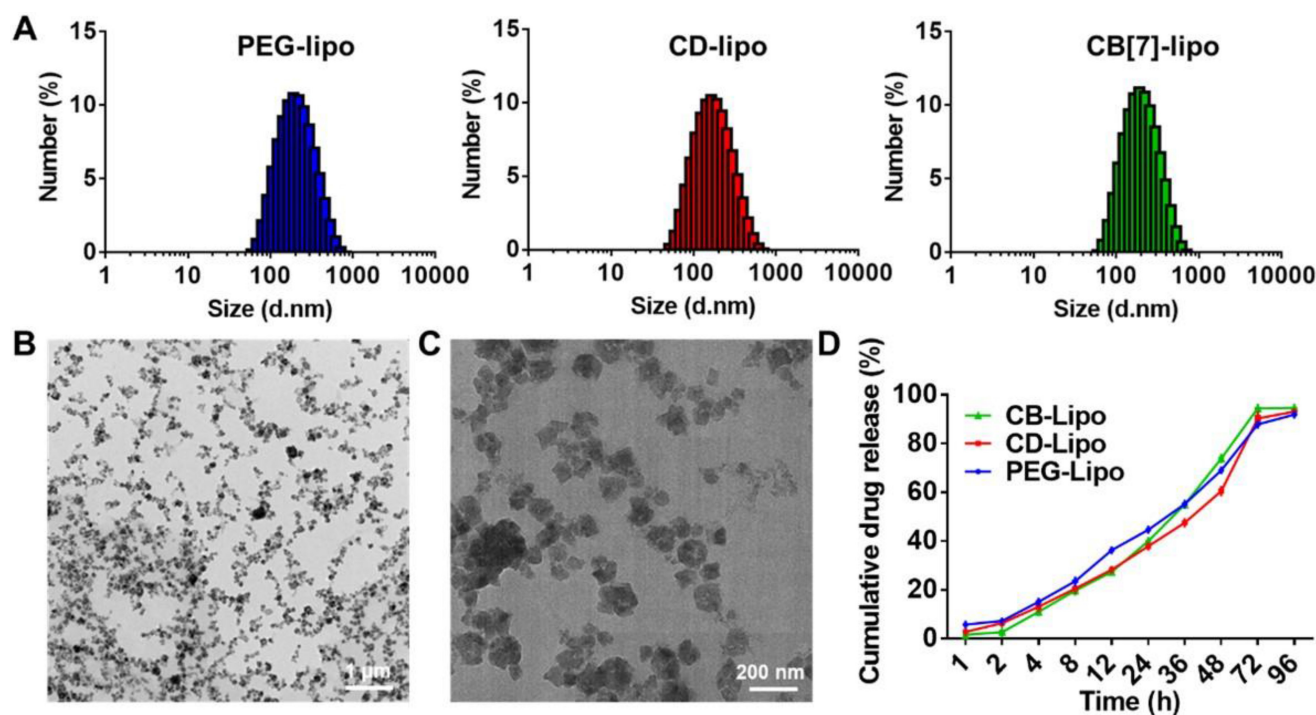 A
PEG-lipo
Number (%)
15
10
5
0
1 10 100 1000 10000
Size (d.nm)
CD-lipo
Number (%)
15
10
5
0
1 10 100 1000 10000
Size (d.nm)
CB[7]-lipo
Number (%)
15
10
5
0
1 10 100 1000 10000
Size (d.nm)
B
1 μm
C
200 nm
D
Cumulative drug release (%)
100
80
60
40
20
0
CB-Lipo
CD-Lipo
PEG-Lipo
1 2 4 8 12 24 36 48 72 96
Time (h)